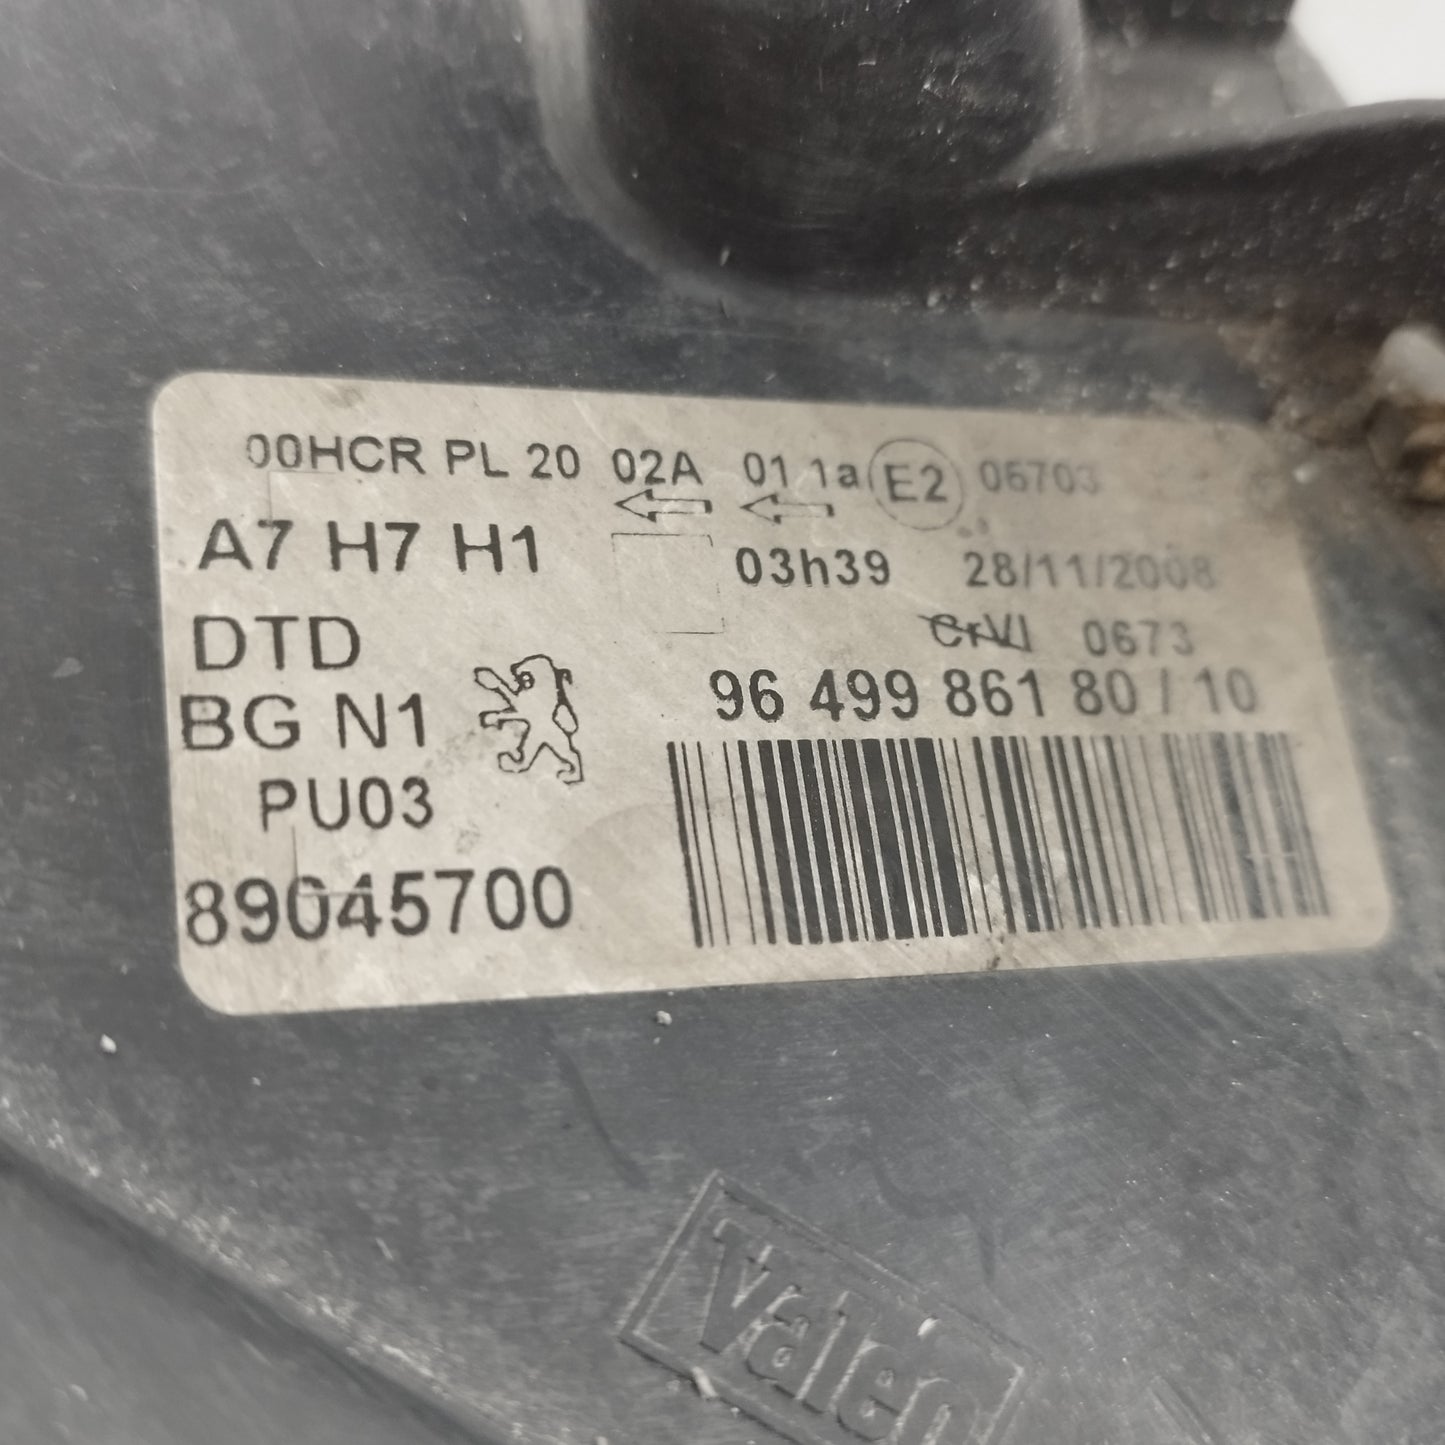 00HCR PL 20 02A 01 1a E2 06703
A7 H7 H1
03h39 28/11/2008
DTD
CrVI 0673
BG N1
96 499 861 80 / 10
PU03
89045700
Valeo